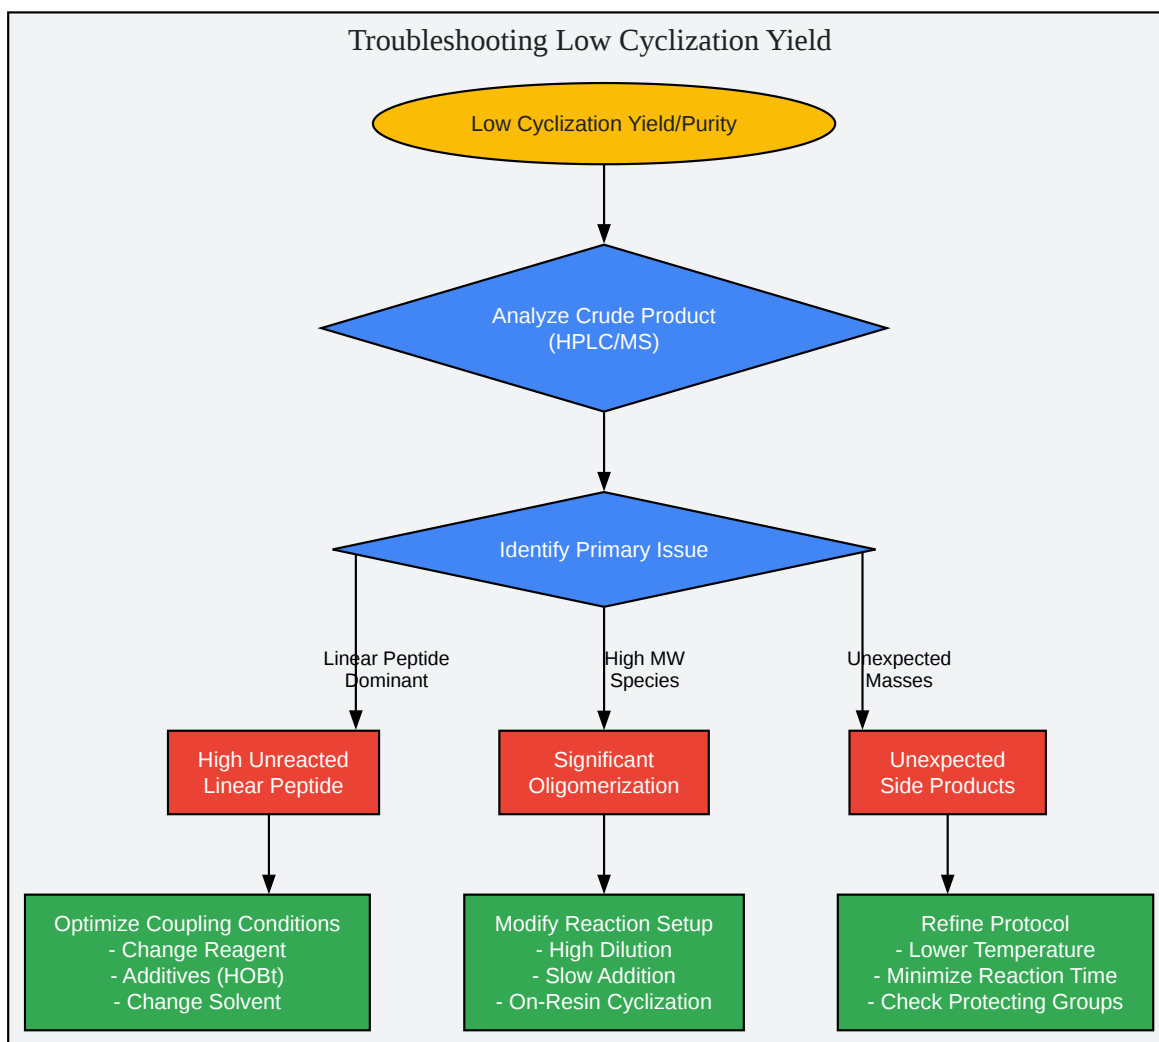 Troubleshooting Low Cyclization Yield
Low Cyclization Yield/Purity
Analyze Crude Product
(HPLC/MS)
Identify Primary Issue
Linear Peptide
Dominant
High MW
Species
Unexpected
Masses
High Unreacted
Linear Peptide
Significant
Oligomerization
Unexpected
Side Products
Optimize Coupling Conditions
- Change Reagent
- Additives (HOBt)
- Change Solvent
Modify Reaction Setup
- High Dilution
- Slow Addition
- On-Resin Cyclization
Refine Protocol
- Lower Temperature
- Minimize Reaction Time
- Check Protecting Groups